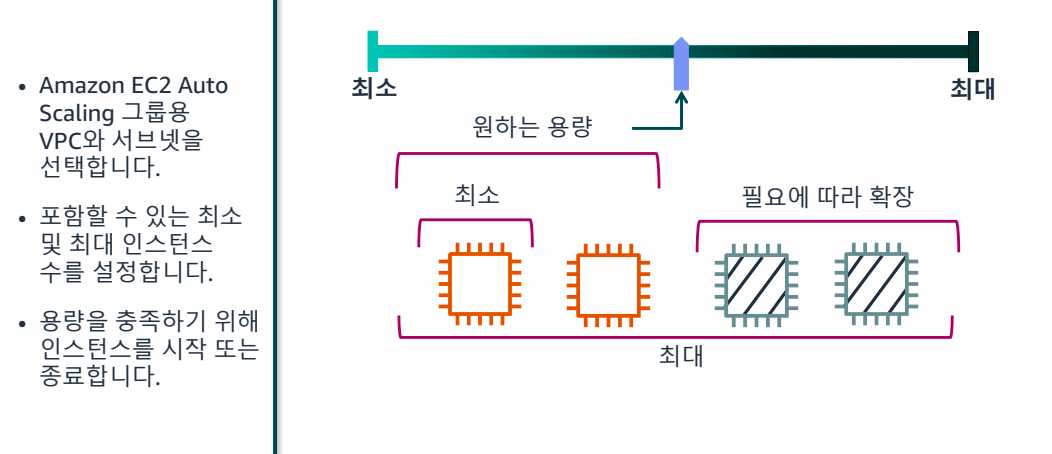 • Amazon EC2 Auto
Scaling 그룹용
VPC와 서브넷을
선택합니다.
• 포함할 수 있는 최소
및 최대 인스턴스
수를 설정합니다.
• 용량을 충족하기 위해
인스턴스를 시작 또는
종료합니다.
최소
최대
원하는 용량
최소
필요에 따라 확장
최대